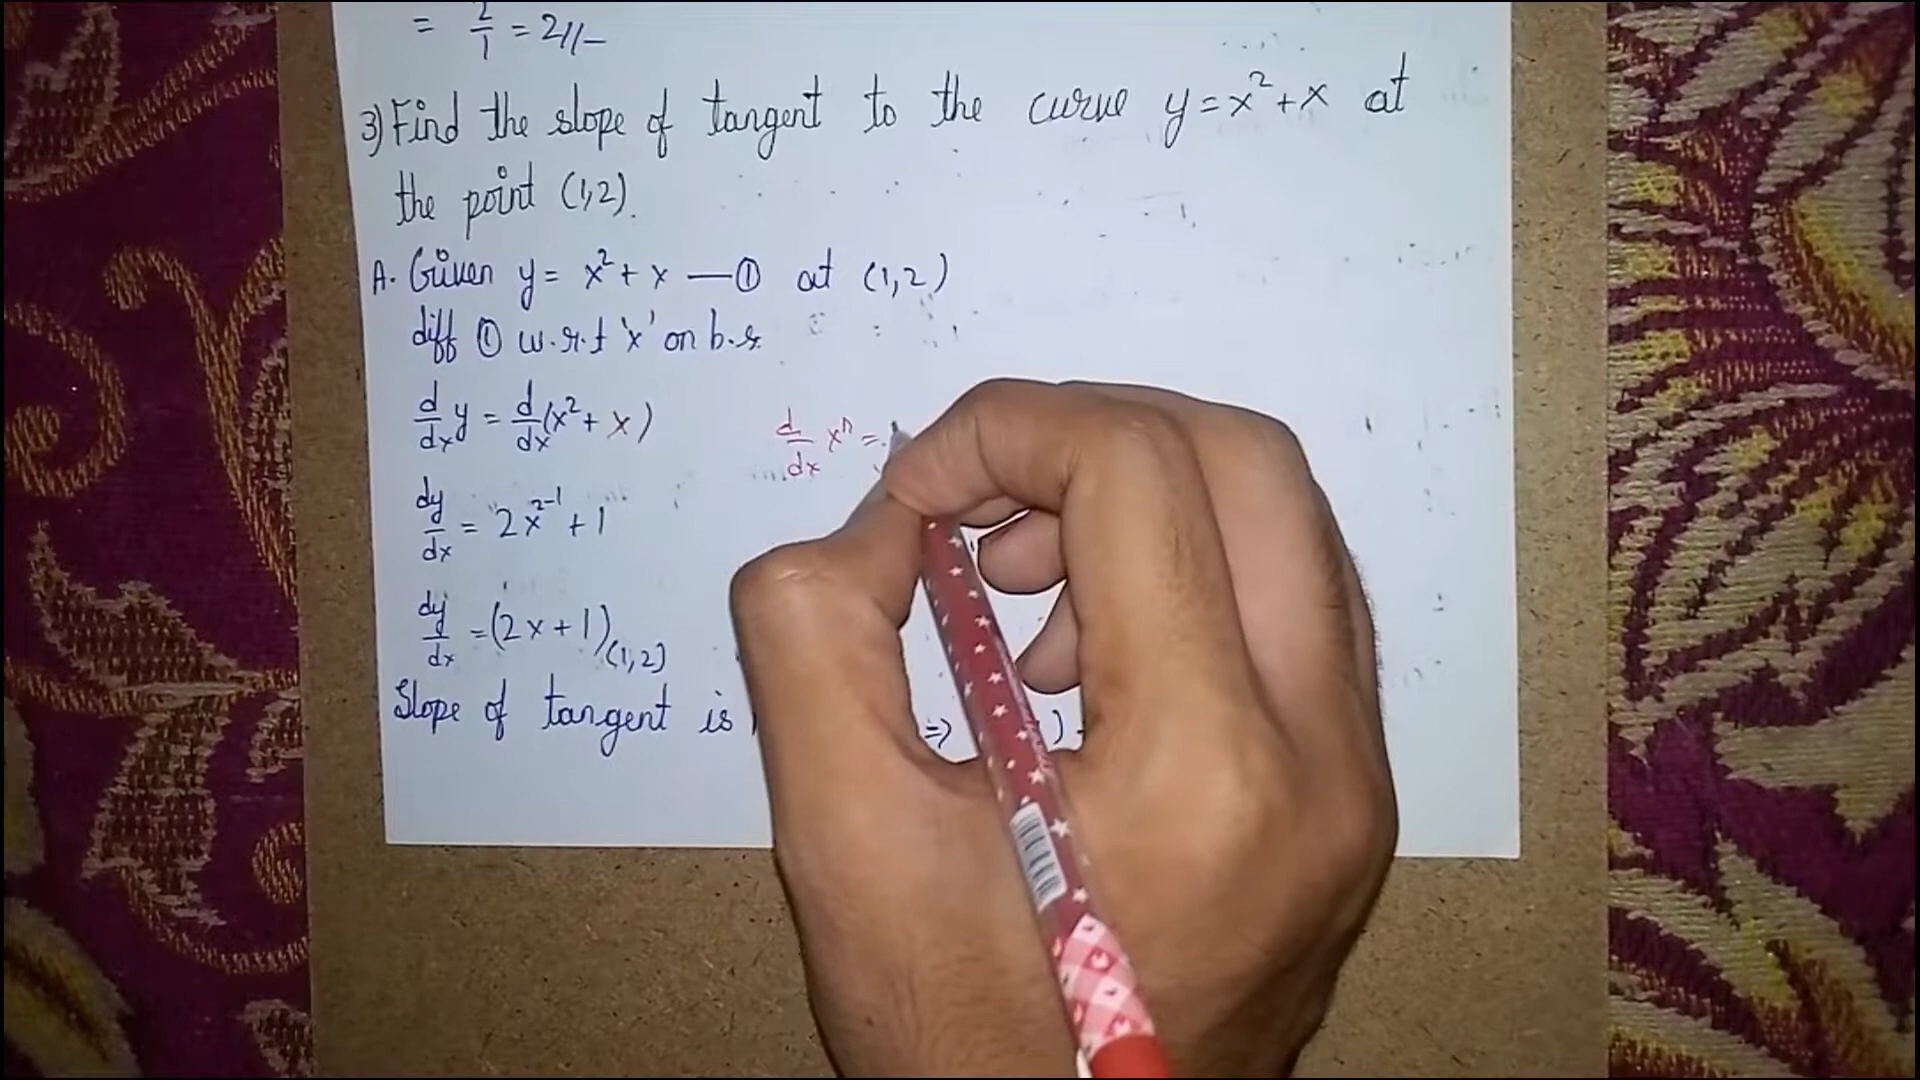 = 2/1 = 2//–
3) Find the slope of tangent to the curve y = x² + x at
the point (1,2).
A. Given y = x² + x — ① at (1,2)
diff ① w.r.t 'x' on b.s.
d/dx y = d/dx (x² + x)
d/dx xⁿ =
dy/dx = 2x²⁻¹ + 1
dy/dx = (2x + 1)(1,2)
Slope of tangent is ⇒ )